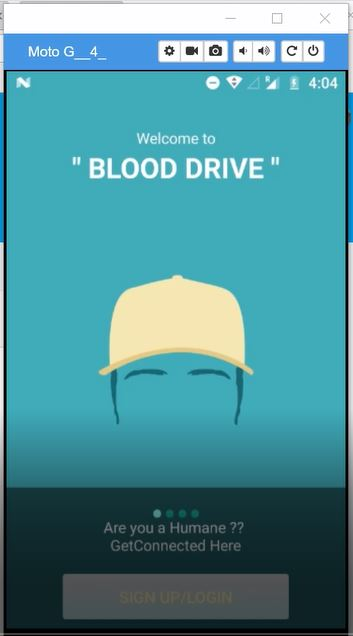 Moto G__4_
4:04
Welcome to
" BLOOD DRIVE "
Are you a Humane ??
GetConnected Here
SIGN UP/LOGIN